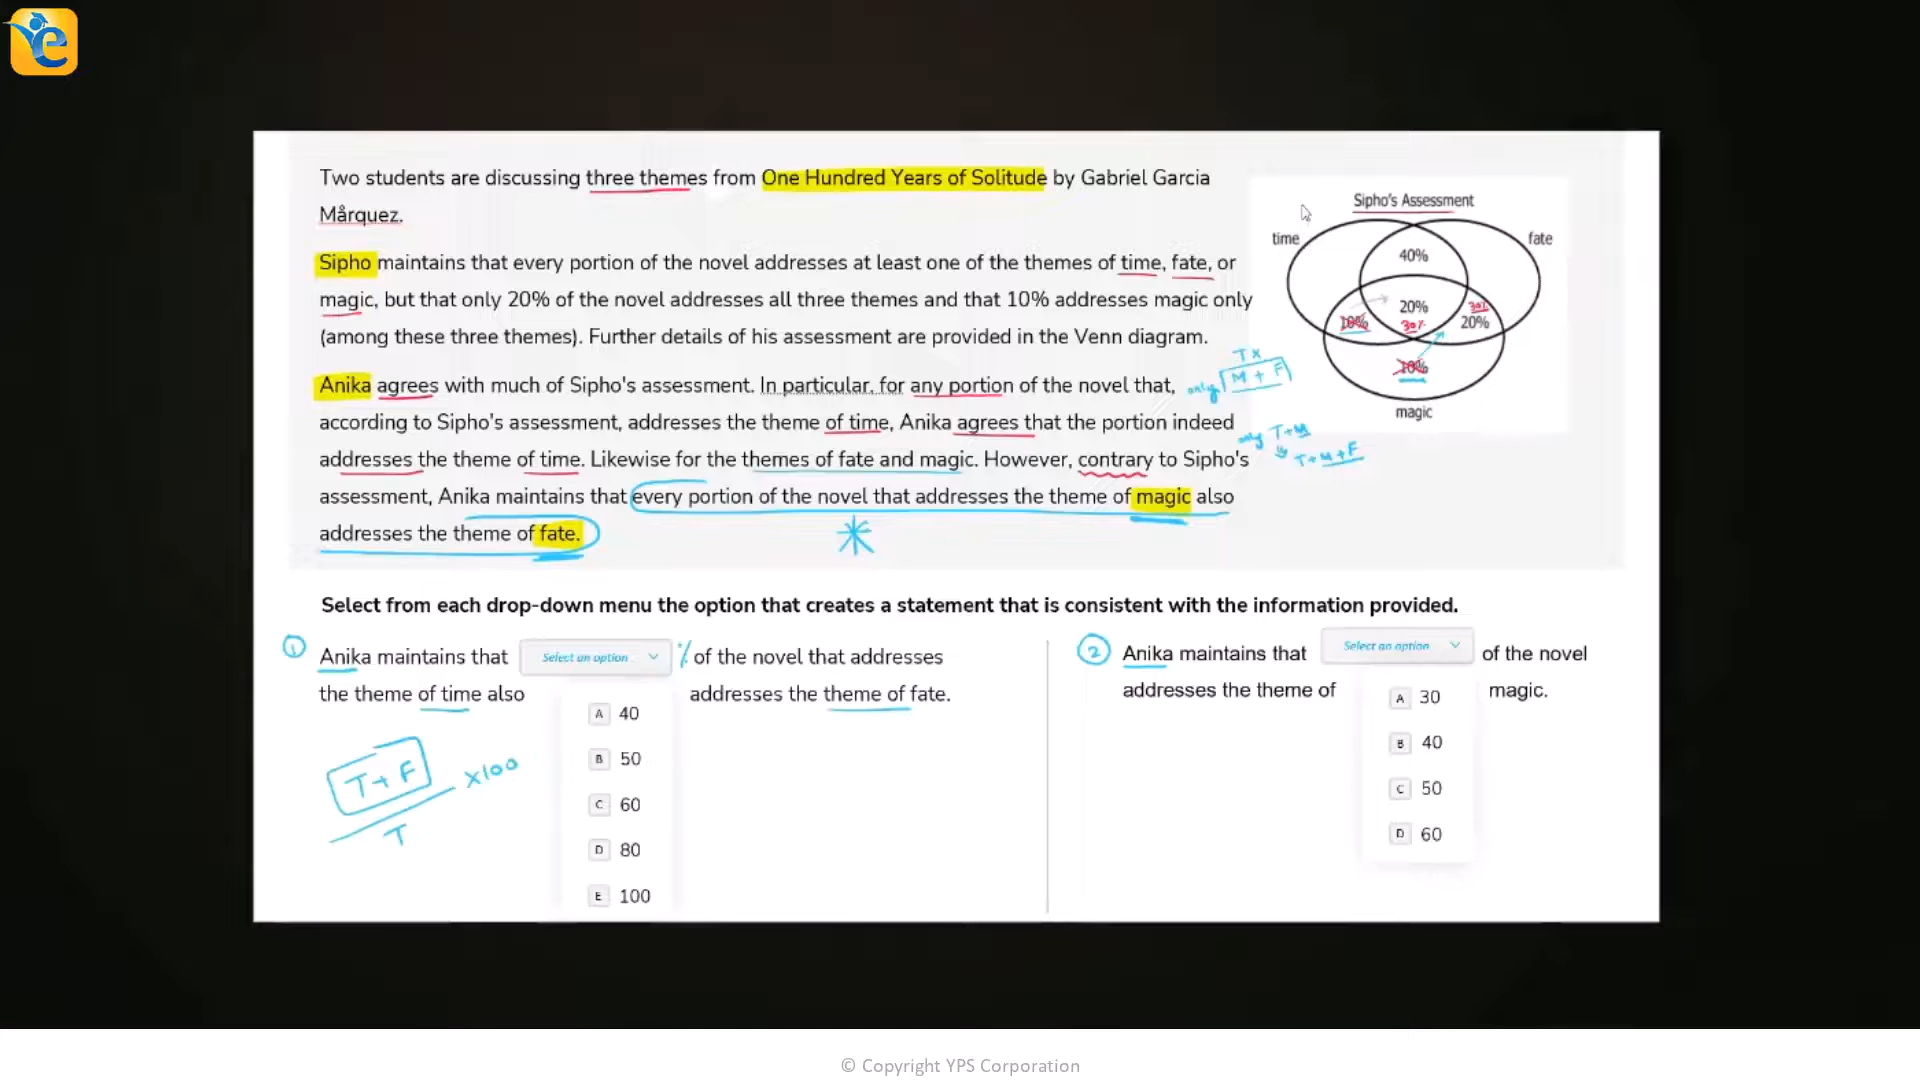 Two students are discussing three themes from One Hundred Years of Solitude by Gabriel Garcia
Mårquez.
Sipho maintains that every portion of the novel addresses at least one of the themes of time, fate, or
magic, but that only 20% of the novel addresses all three themes and that 10% addresses magic only
(among these three themes). Further details of his assessment are provided in the Venn diagram.
Anika agrees with much of Sipho's assessment. In particular, for any portion of the novel that,
according to Sipho's assessment, addresses the theme of time, Anika agrees that the portion indeed
addresses the theme of time. Likewise for the themes of fate and magic. However, contrary to Sipho's
assessment, Anika maintains that every portion of the novel that addresses the theme of magic also
addresses the theme of fate.
Sipho's Assessment
time
fate
40%
20%
30%
10%
30%
20%
10%
magic
T x
only M + F
only T+M
T+M+F
Select from each drop-down menu the option that creates a statement that is consistent with the information provided.
1
Anika maintains that Select an option % of the novel that addresses
the theme of time also addresses the theme of fate.
A 40
B 50
C 60
D 80
E 100
T+F
x100
T
2
Anika maintains that Select an option of the novel
addresses the theme of magic.
A 30
B 40
C 50
D 60
© Copyright YPS Corporation